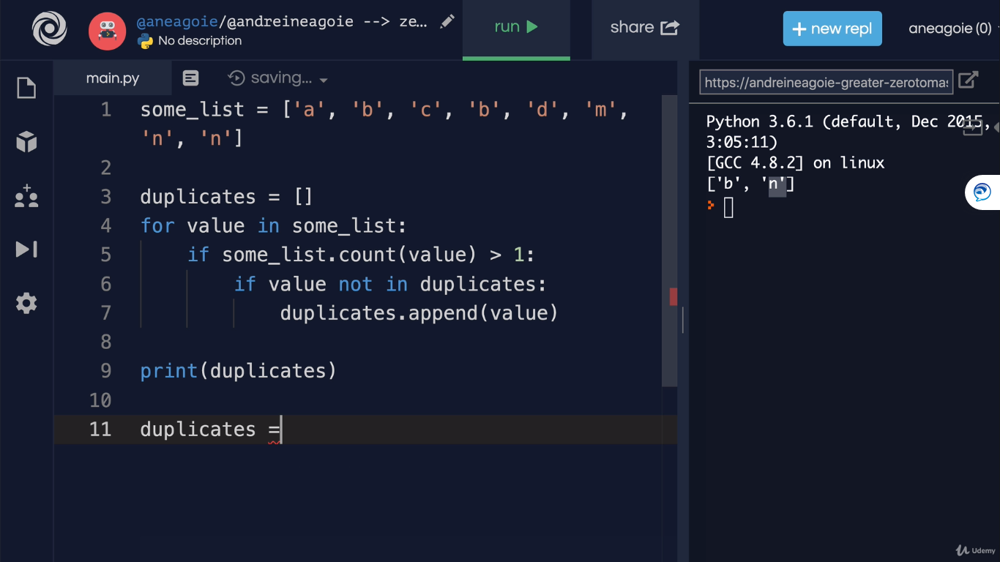 @aneagoie/@andreineagoie --> ze...
No description
run
share
+ new repl
aneagoie (0)
main.py
saving...
https://andreineagoie-greater-zerotomas
1 some_list = ['a', 'b', 'c', 'b', 'd', 'm',
'n', 'n']
2
3 duplicates = []
4 for value in some_list:
5 if some_list.count(value) > 1:
6 if value not in duplicates:
7 duplicates.append(value)
8
9 print(duplicates)
10
11 duplicates =
Python 3.6.1 (default, Dec 2015,
3:05:11)
[GCC 4.8.2] on linux
['b', 'n']
Udemy